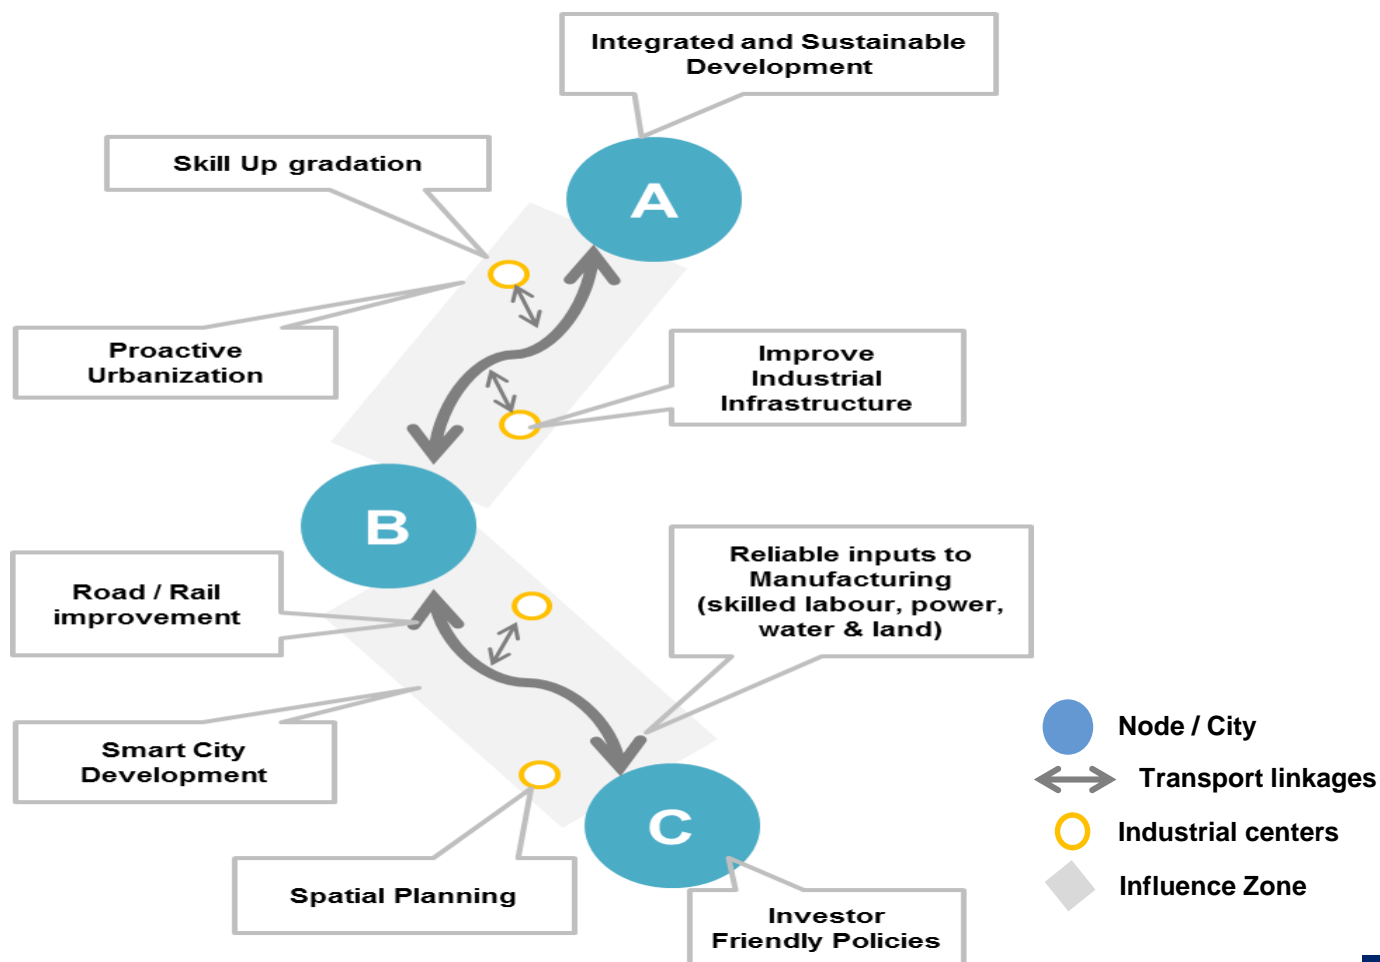 Integrated and Sustainable
Development
A
Skill Up gradation
Proactive
Urbanization
Improve
Industrial
Infrastructure
B
Road / Rail
improvement
Reliable inputs to
Manufacturing
(skilled labour, power,
water & land)
Smart City
Development
C
Spatial Planning
Investor
Friendly Policies
Node / City
Transport linkages
Industrial centers
Influence Zone